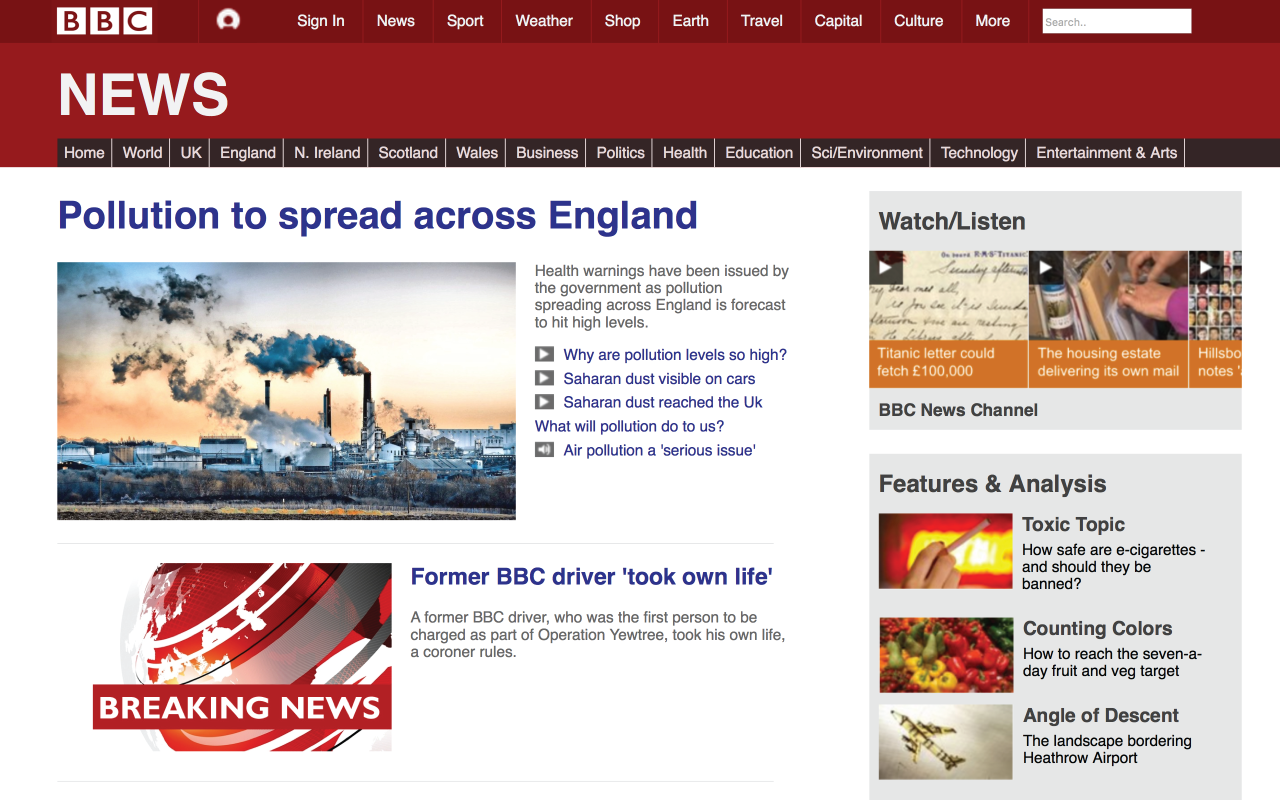 BBC
Sign In News Sport Weather Shop Earth Travel Capital Culture More Search..
NEWS
Home World UK England N. Ireland Scotland Wales Business Politics Health Education Sci/Environment Technology Entertainment & Arts
Pollution to spread across England
Health warnings have been issued by
the government as pollution
spreading across England is forecast
to hit high levels.
Why are pollution levels so high?
Saharan dust visible on cars
Saharan dust reached the Uk
What will pollution do to us?
Air pollution a 'serious issue'
Former BBC driver 'took own life'
A former BBC driver, who was the first person to be
charged as part of Operation Yewtree, took his own life,
a coroner rules.
BREAKING NEWS
Watch/Listen
Sunday
Titanic letter could
fetch £100,000
The housing estate
delivering its own mail
Hillsbo
notes '
BBC News Channel
Features & Analysis
Toxic Topic
How safe are e-cigarettes -
and should they be
banned?
Counting Colors
How to reach the seven-a-
day fruit and veg target
Angle of Descent
The landscape bordering
Heathrow Airport